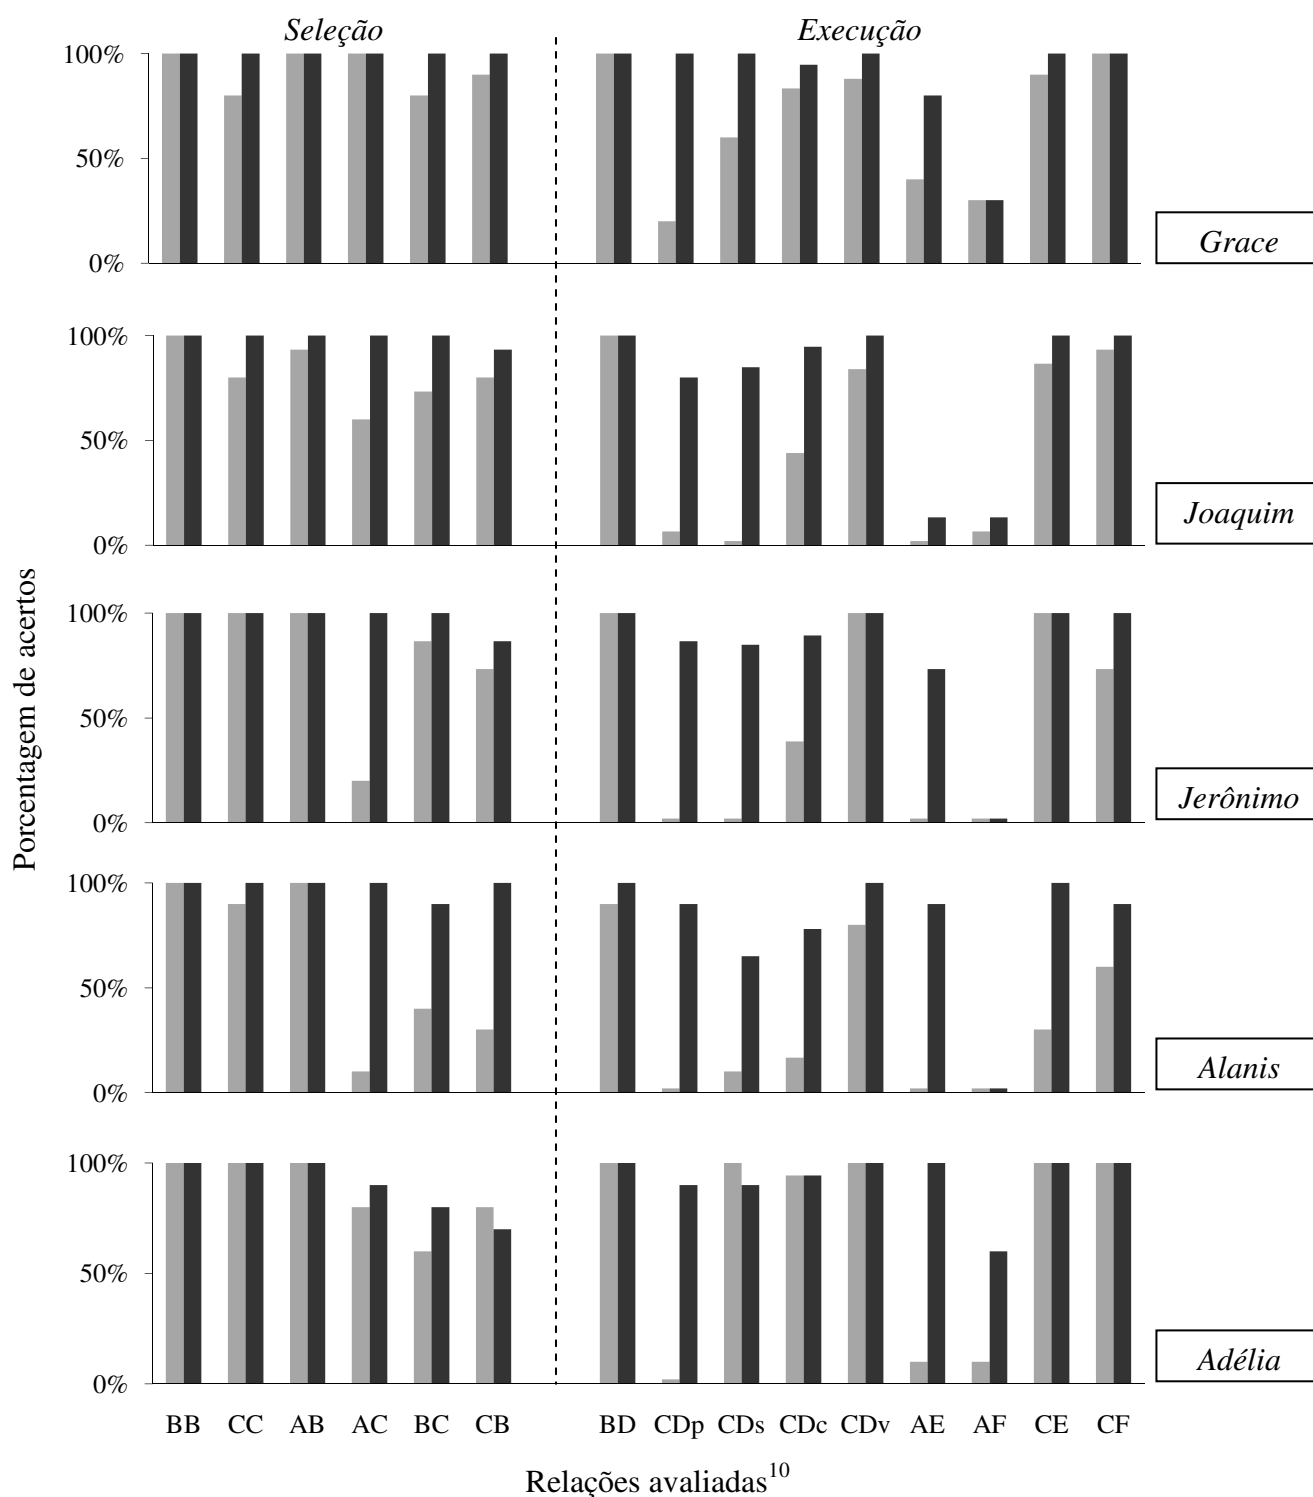 Seleção Execução
100%
50%
0%
Grace
100%
50%
0%
Joaquim
100%
50%
0%
Jerônimo
100%
50%
0%
Alanis
100%
50%
0%
Adélia
Porcentagem de acertos
BB CC AB AC BC CB BD CDp CDs CDc CDv AE AF CE CF
Relações avaliadas10